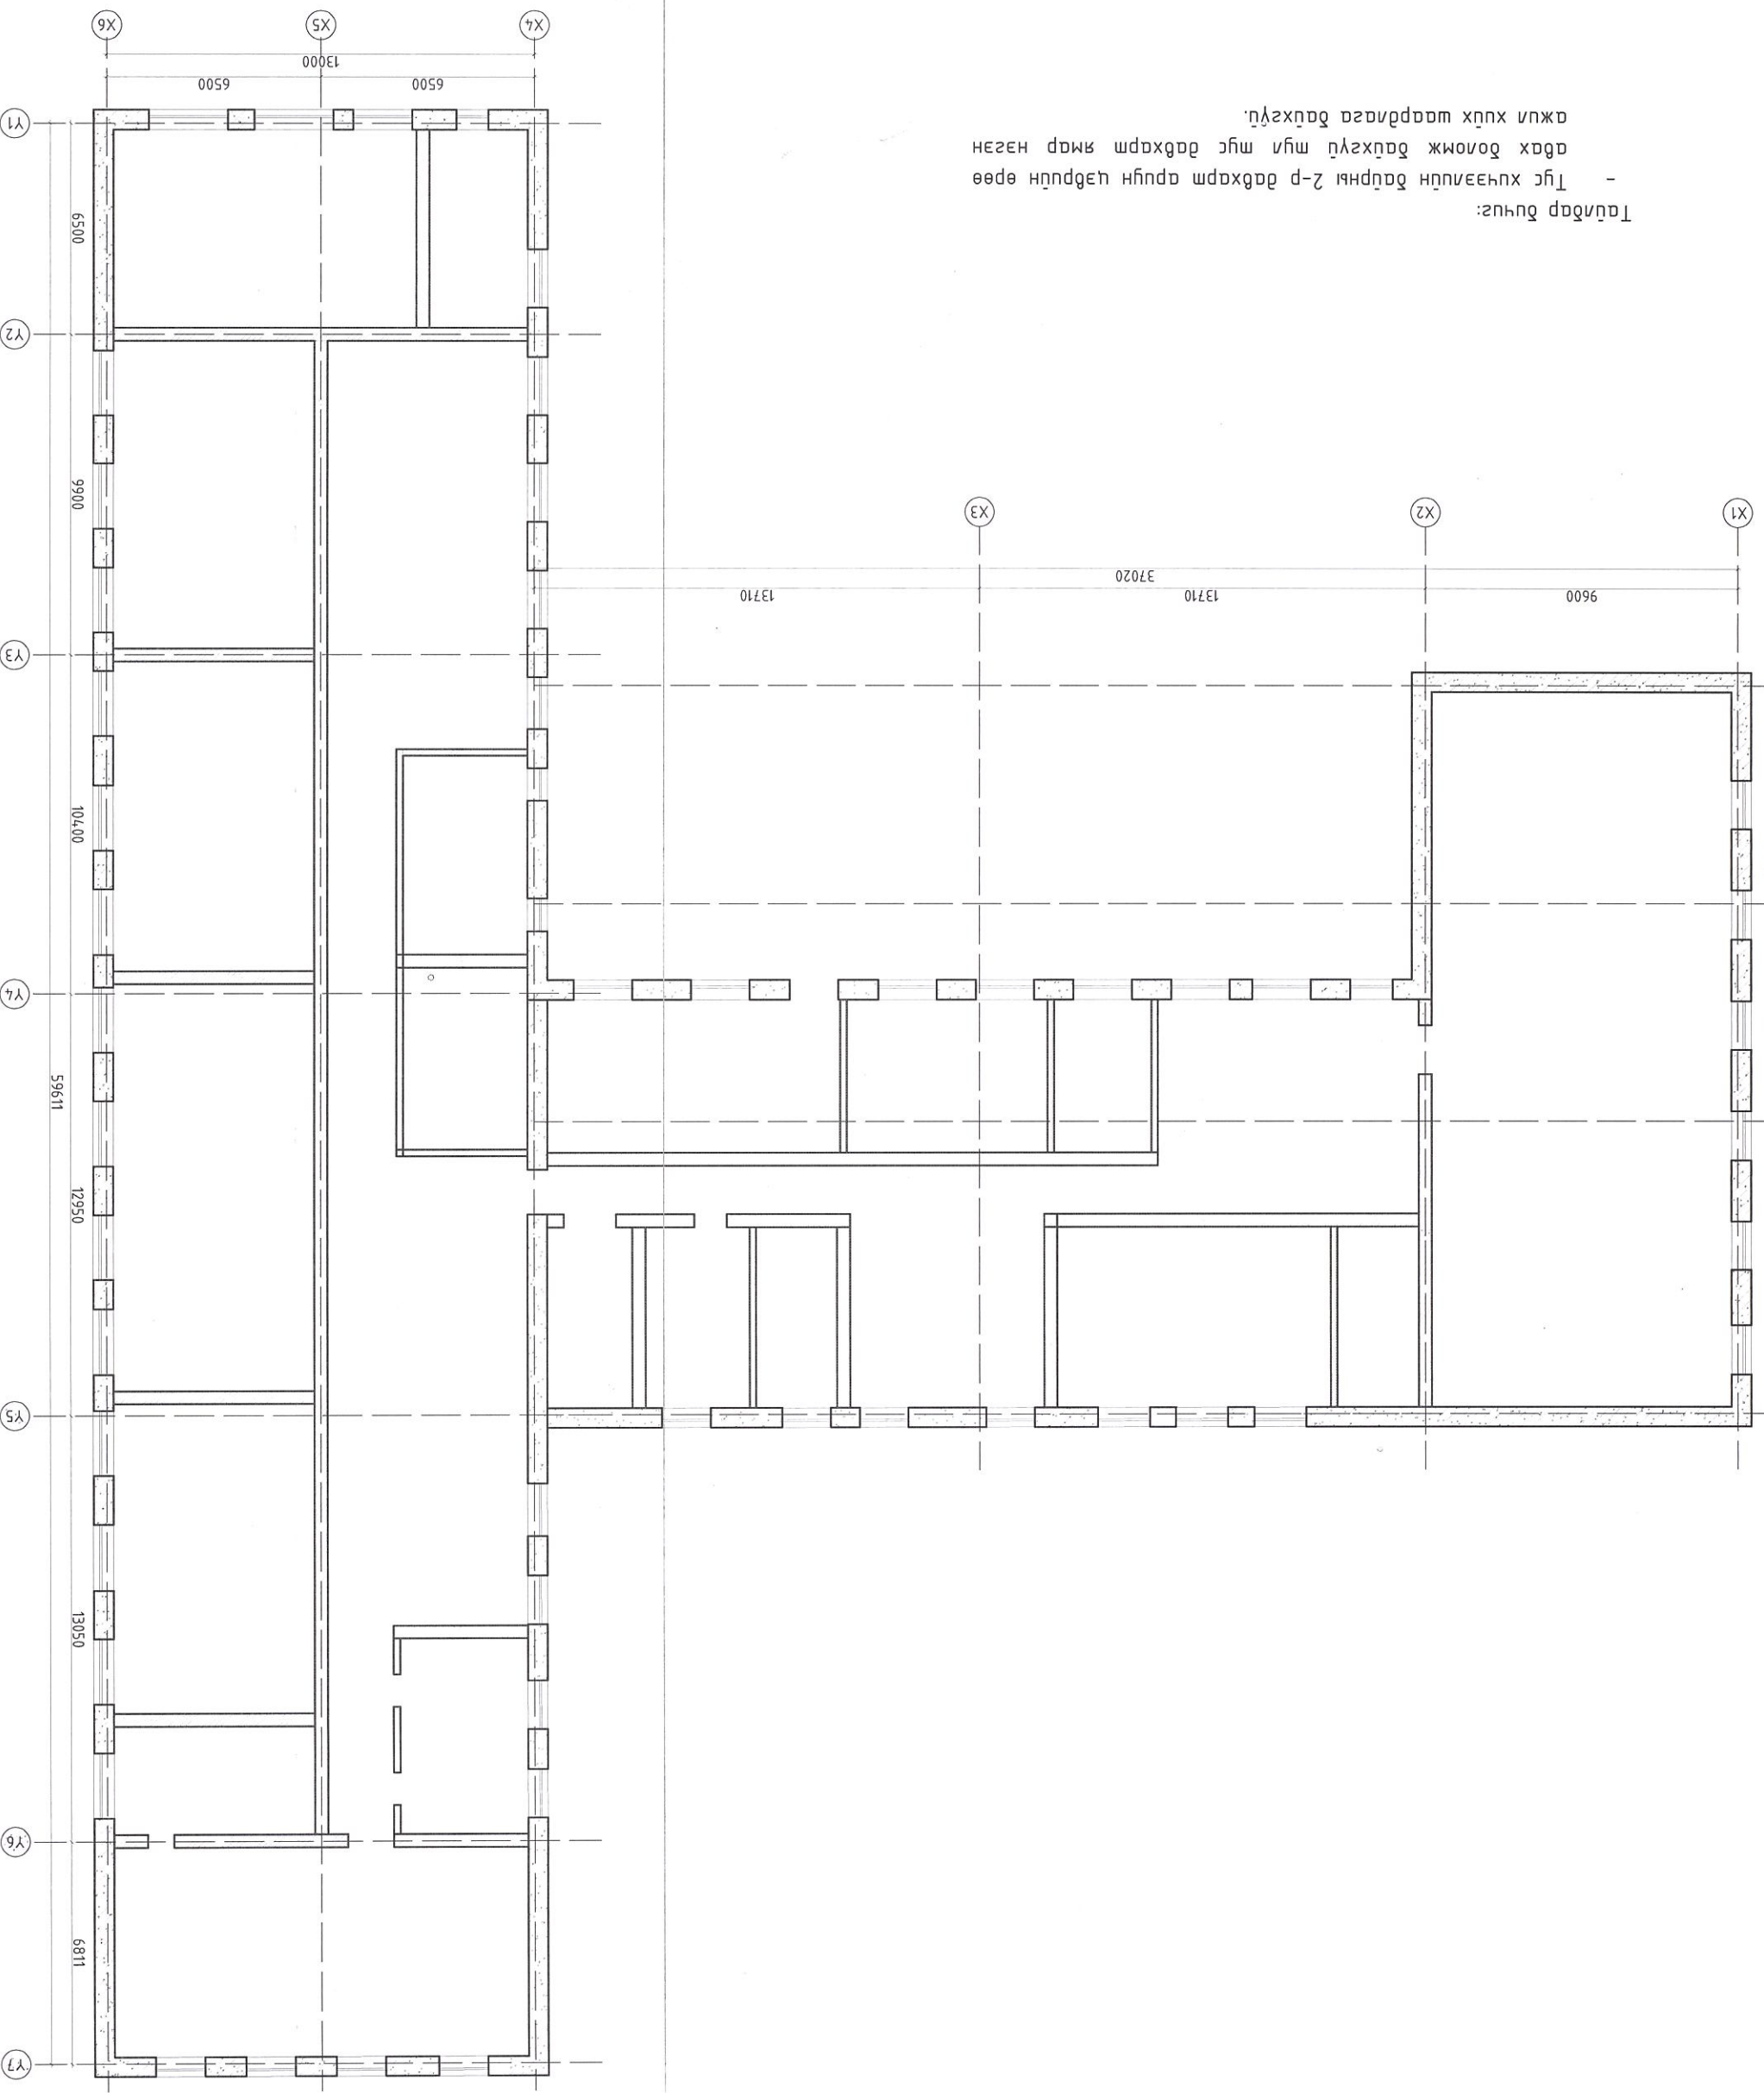 Y7
6811
Y6
13050
Y5
12950
59611
Y4
10400
Y3
9900
Y2
6500
Y1
9600
13710
13710
37020
X1
X2
X3
Тайлбар бичиг:
- Тус хичээлийн байрны 2-р давхарт ариун цэврийн өрөө
авах боломж байхгүй тул тус давхарт ямар нэгэн
ажил хийх шаардлага байхгүй.
6500
6500
13000
X4
X5
X6